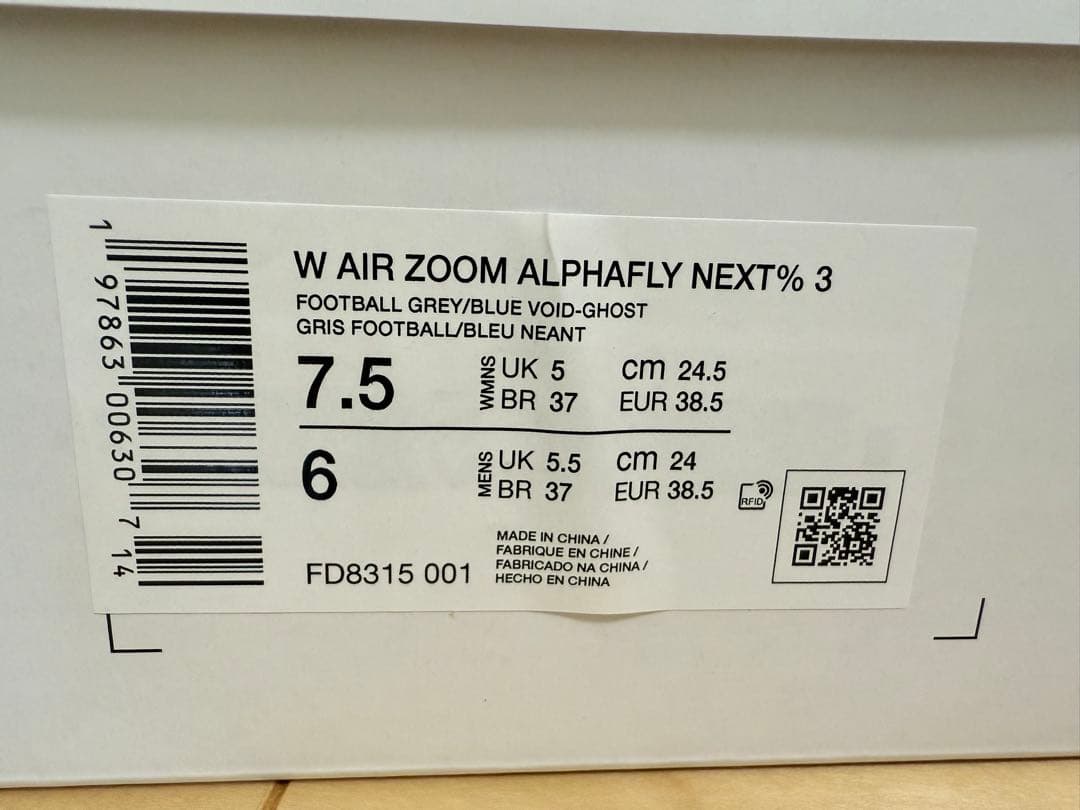 W AIR ZOOM ALPHAFLY NEXT% 3
FOOTBALL GREY/BLUE VOID-GHOST
GRIS FOOTBALL/BLEU NEANT
7.5 WMNS UK 5 cm 24.5
BR 37 EUR 38.5
6 MENS UK 5.5 cm 24
BR 37 EUR 38.5
RFID
FD8315 001
MADE IN CHINA /
FABRIQUE EN CHINE /
FABRICADO NA CHINA /
HECHO EN CHINA
1 97863 00630 7 14